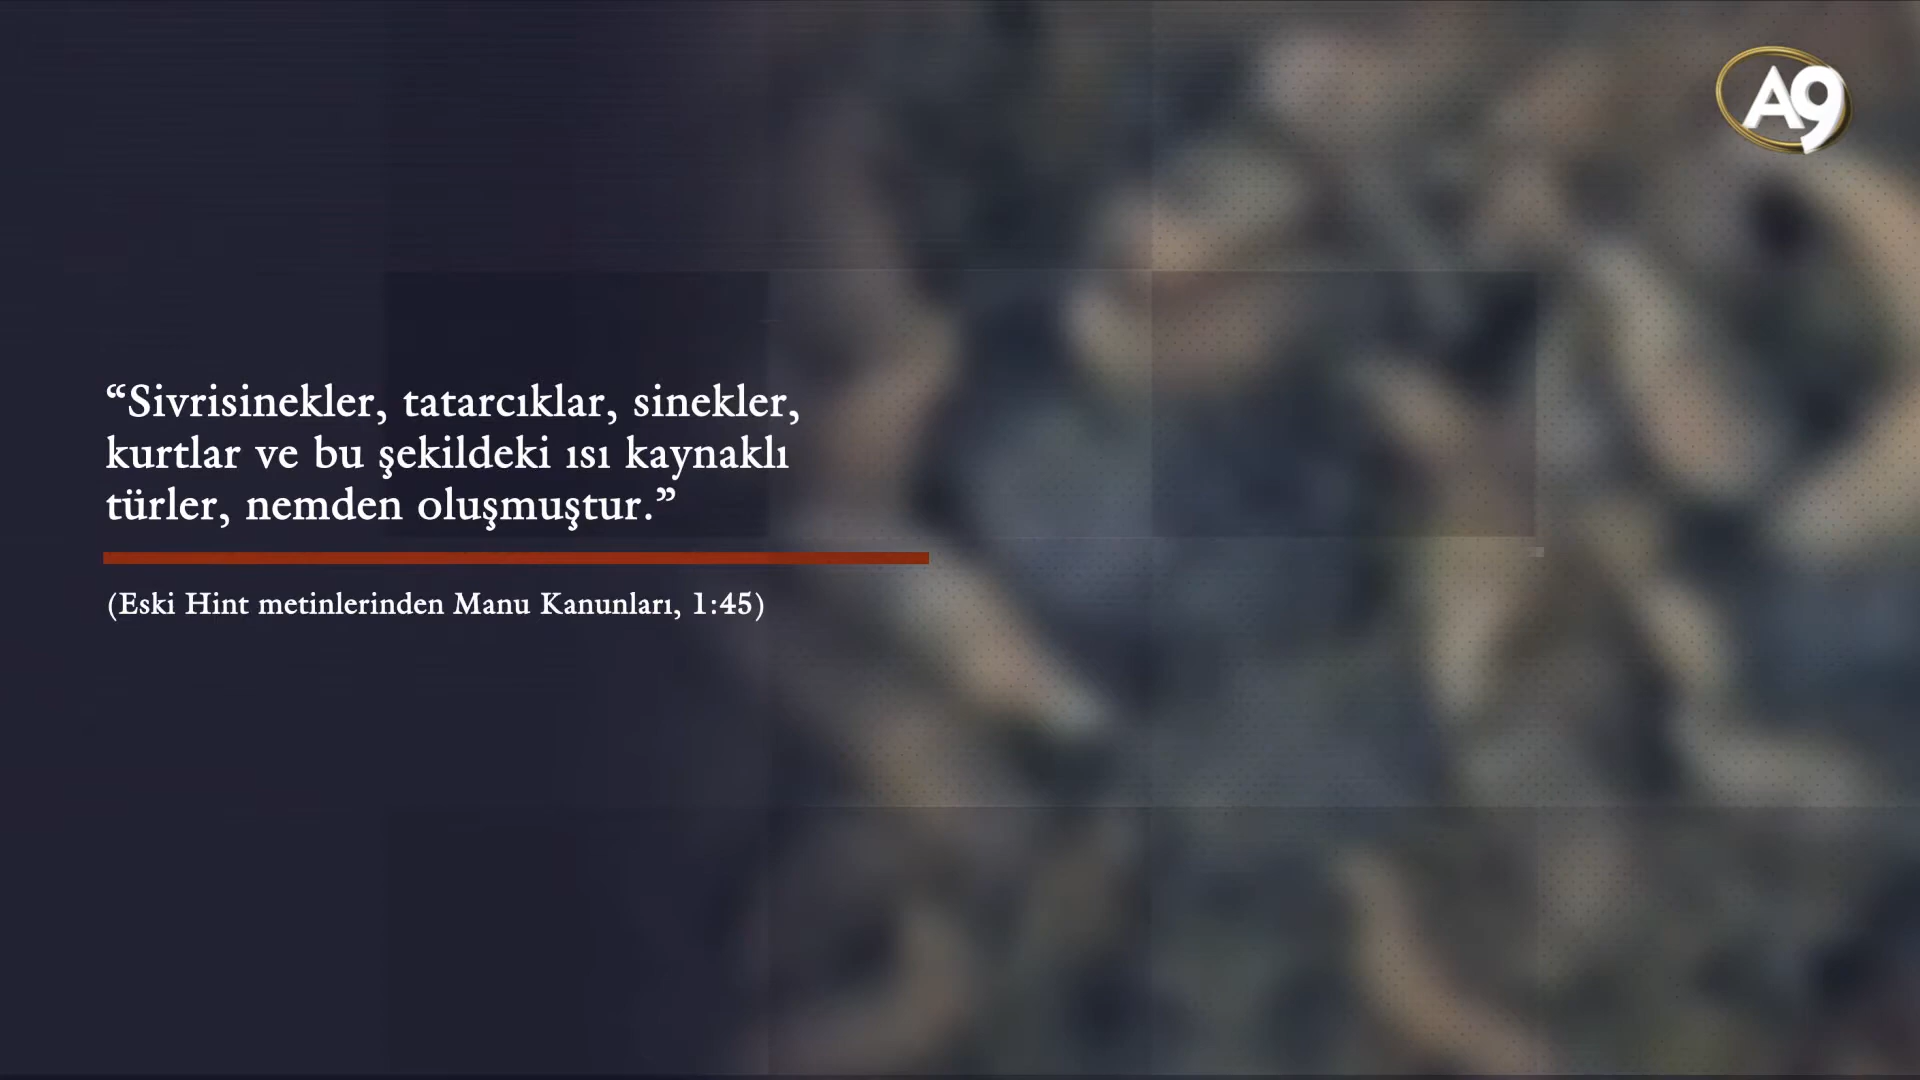 A9
“Sivrisinekler, tatarcıklar, sinekler,
kurtlar ve bu şekildeki ısı kaynaklı
türler, nemden oluşmuştur.”
(Eski Hint metinlerinden Manu Kanunları, 1:45)